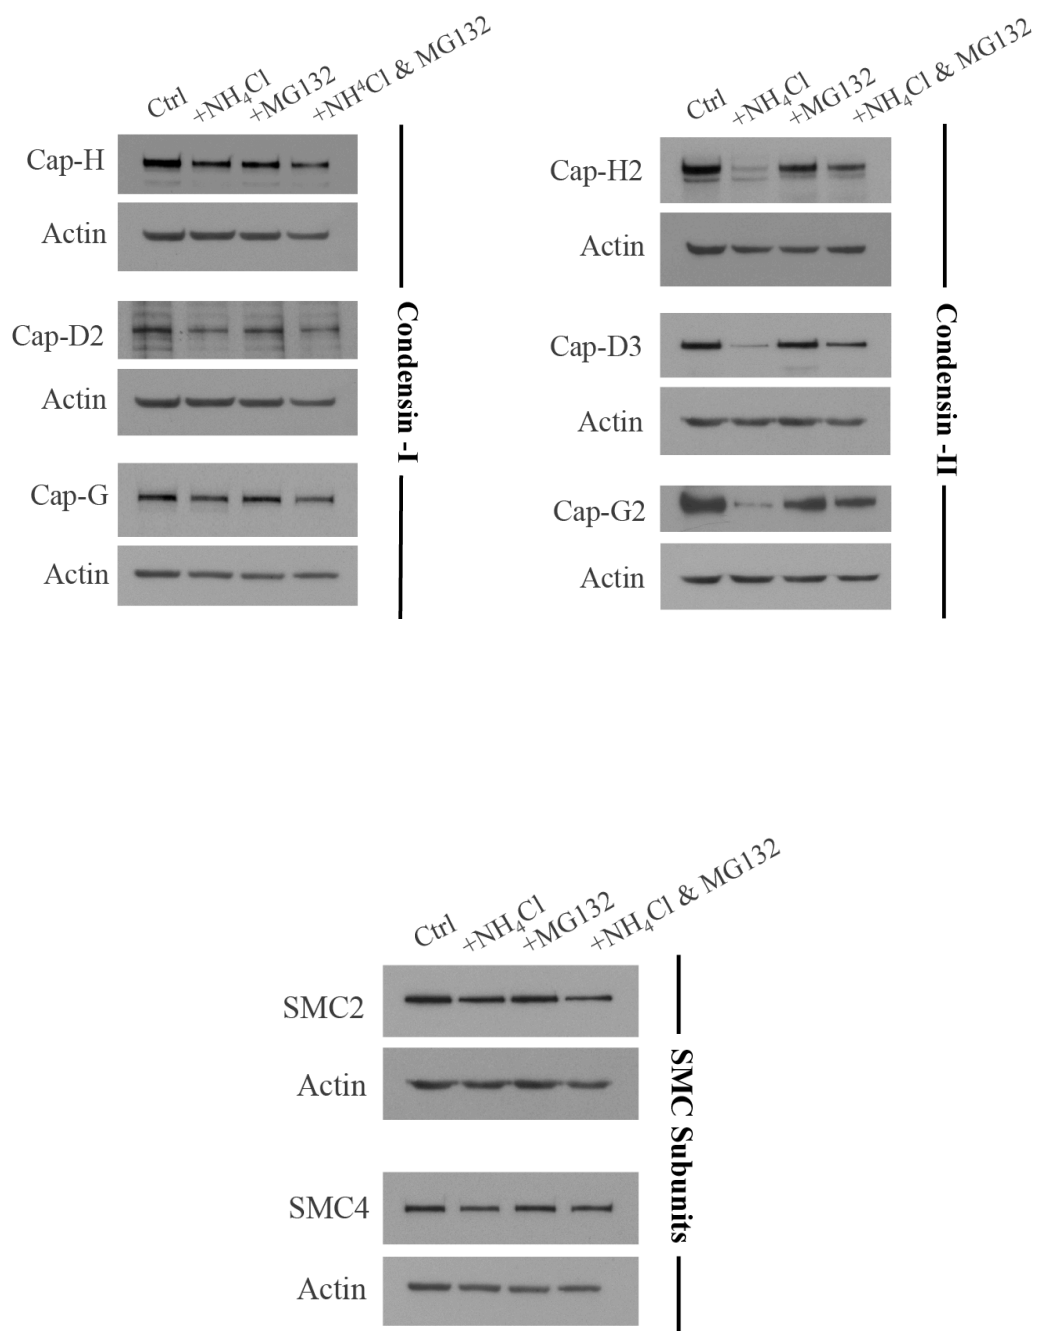 Ctrl
+NH₄Cl
+MG132
+NH⁴Cl & MG132
Cap-H
Actin
Cap-D2
Actin
Cap-G
Actin
Condensin -I
Ctrl
+NH₄Cl
+MG132
+NH₄Cl & MG132
Cap-H2
Actin
Cap-D3
Actin
Cap-G2
Actin
Condensin -II
Ctrl
+NH₄Cl
+MG132
+NH₄Cl & MG132
SMC2
Actin
SMC4
Actin
SMC Subunits